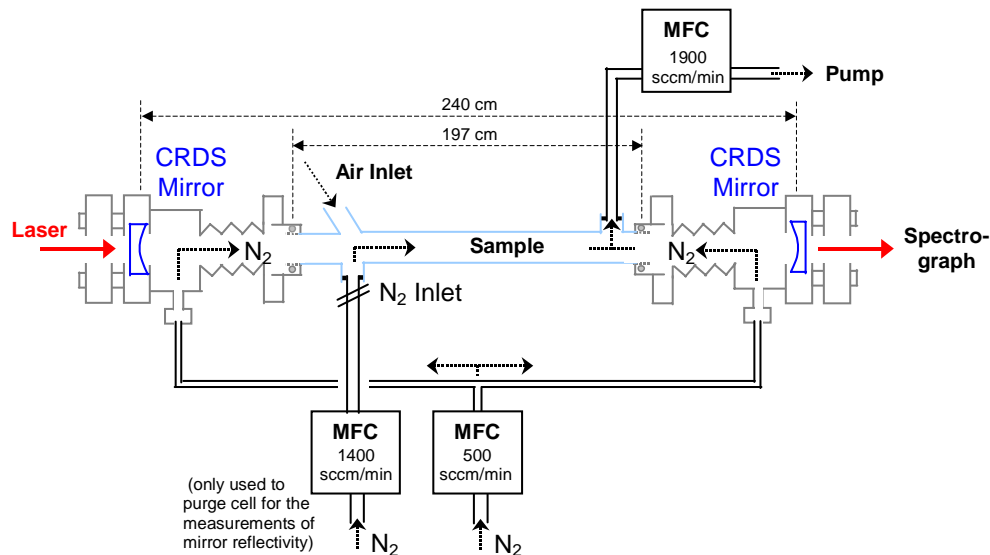 MFC
1900
sccm/min
Pump
240 cm
197 cm
CRDS
Mirror
Air Inlet
CRDS
Mirror
Laser
N₂
Sample
N₂
Spectro-
graph
N₂ Inlet
MFC
1400
sccm/min
MFC
500
sccm/min
(only used to
purge cell for the
measurements of
mirror reflectivity)
N₂
N₂